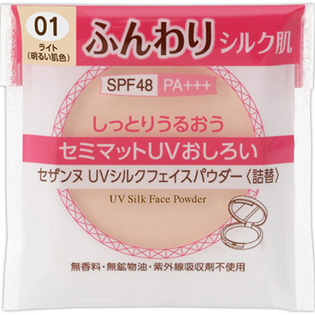 01
ライト
(明るい肌色)
ふんわりシルク肌
SPF48 PA+++
しっとりうるおう
セミマットUVおしろい
セザンヌ UVシルクフェイスパウダー〈詰替〉
UV Silk Face Powder
無香料・無鉱物油・紫外線吸収剤不使用